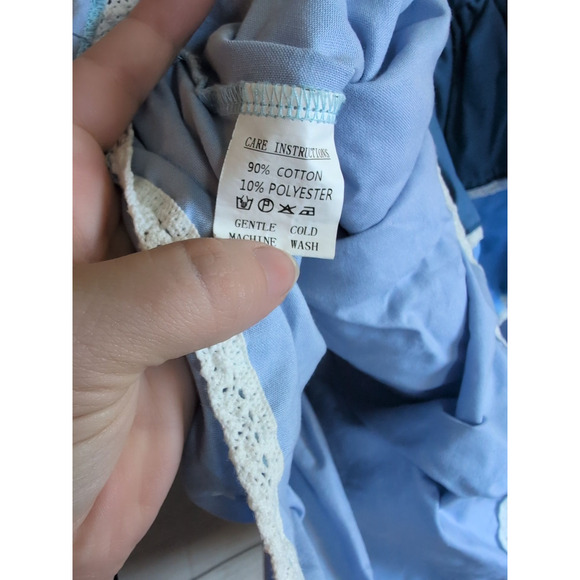 CARE INSTRUCTIONS
90% COTTON
10% POLYESTER
GENTLE COLD
MACHINE WASH